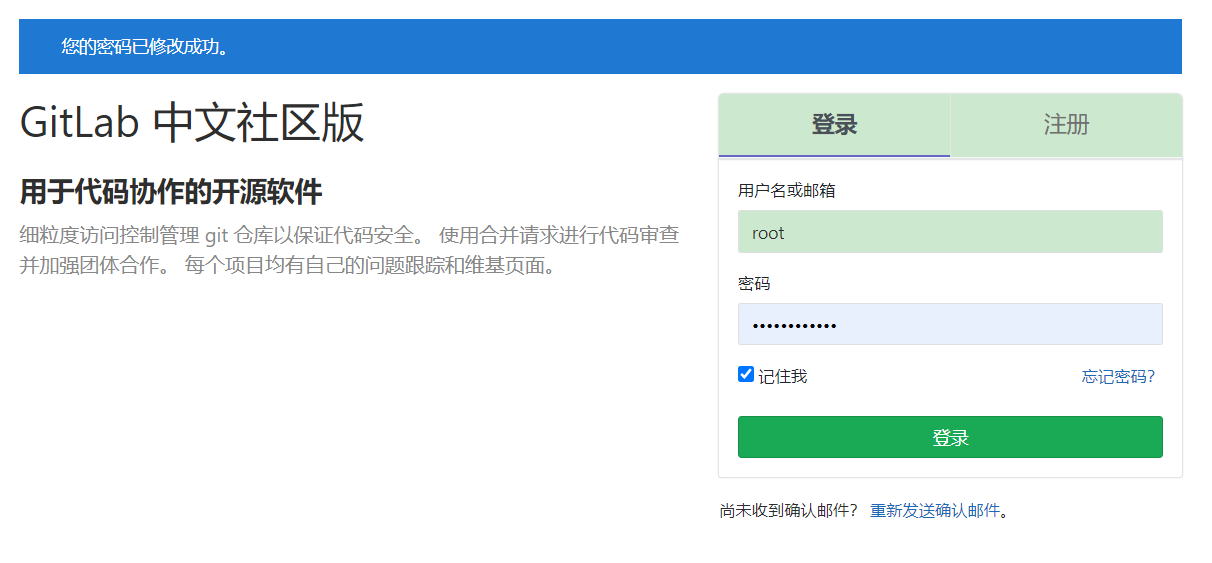 您的密码已修改成功。
GitLab 中文社区版
用于代码协作的开源软件
细粒度访问控制管理 git 仓库以保证代码安全。 使用合并请求进行代码审查
并加强团体合作。 每个项目均有自己的问题跟踪和维基页面。
登录
注册
用户名或邮箱
root
密码
••••••••••••
记住我
忘记密码?
登录
尚未收到确认邮件? 重新发送确认邮件。